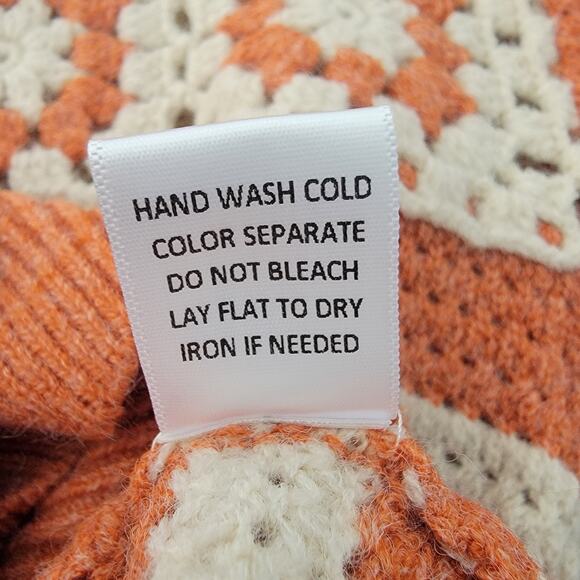 HAND WASH COLD
COLOR SEPARATE
DO NOT BLEACH
LAY FLAT TO DRY
IRON IF NEEDED